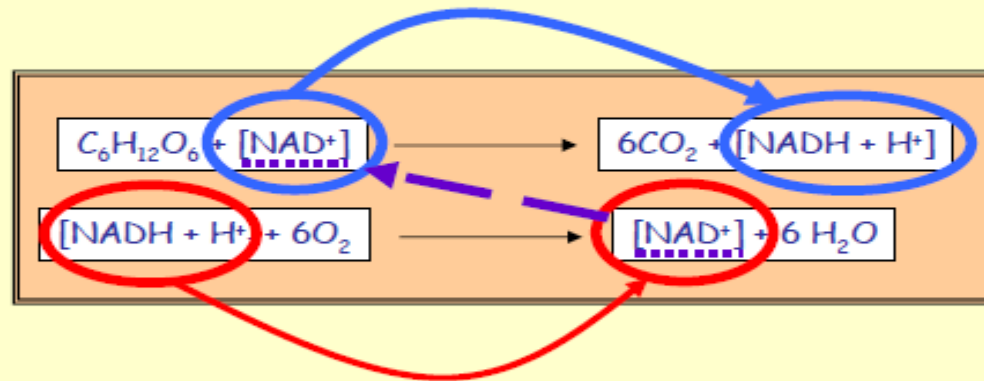 C₆H₁₂O₆ + [NAD⁺] → 6CO₂ + [NADH + H⁺]
[NADH + H⁺] + 6O₂ → [NAD⁺] + 6 H₂O